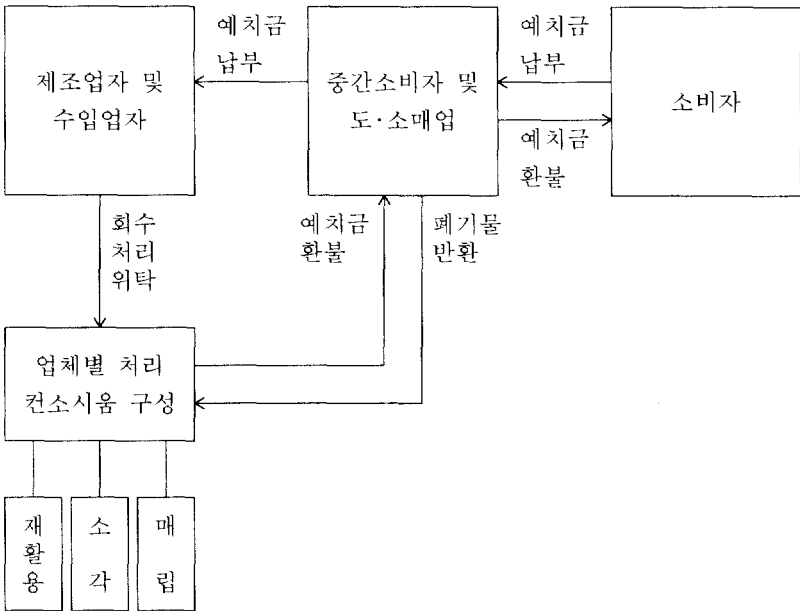 예치금
납부
예치금
납부
제조업자 및
수입업자
중간소비자 및
도·소매업
소비자
예치금
환불
회수
처리
위탁
예치금
환불
폐기물
반환
업체별 처리
컨소시움 구성
재활용
소각
매립